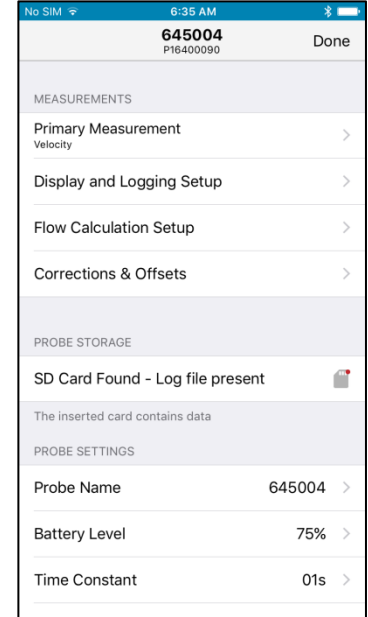 No SIM 6:35 AM
645004
P16400090
Done
MEASUREMENTS
Primary Measurement
Velocity
Display and Logging Setup
Flow Calculation Setup
Corrections & Offsets
PROBE STORAGE
SD Card Found - Log file present
The inserted card contains data
PROBE SETTINGS
Probe Name 645004
Battery Level 75%
Time Constant 01s